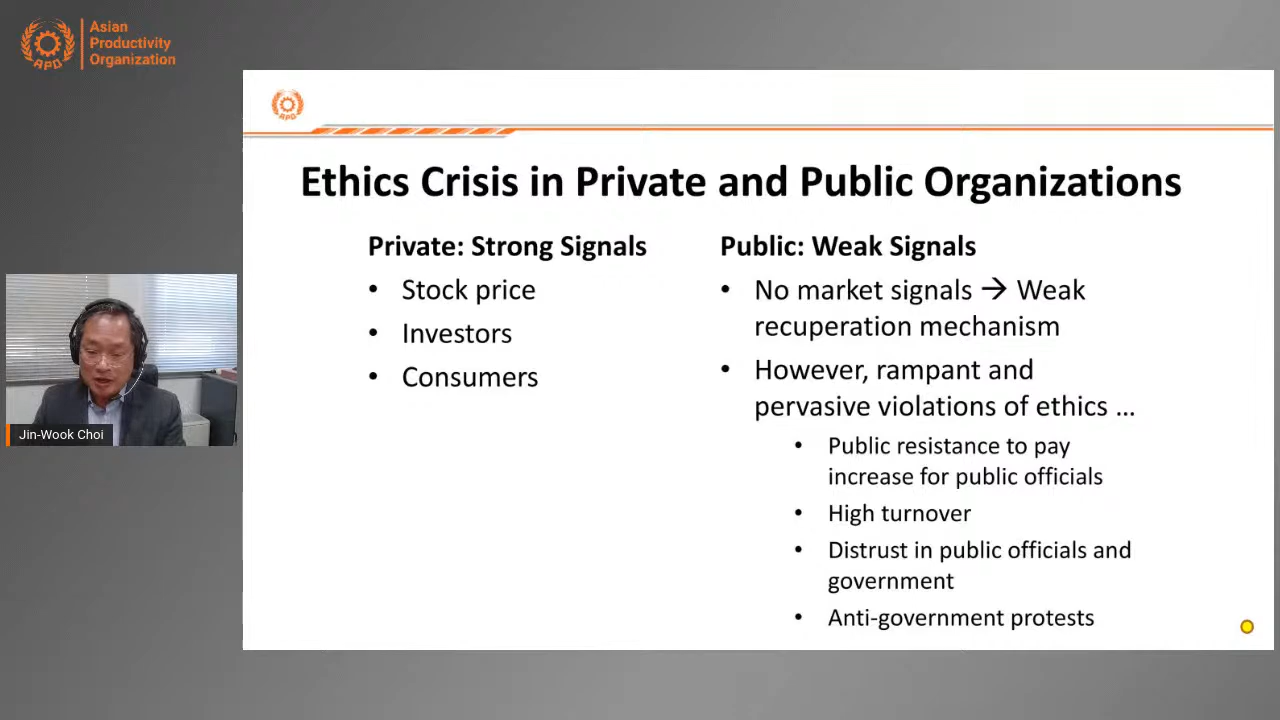 Asian
Productivity
Organization
APO
APO
Ethics Crisis in Private and Public Organizations
Private: Strong Signals
• Stock price
• Investors
• Consumers
Public: Weak Signals
• No market signals → Weak
recuperation mechanism
• However, rampant and
pervasive violations of ethics …
• Public resistance to pay
increase for public officials
• High turnover
• Distrust in public officials and
government
• Anti-government protests
Jin-Wook Choi